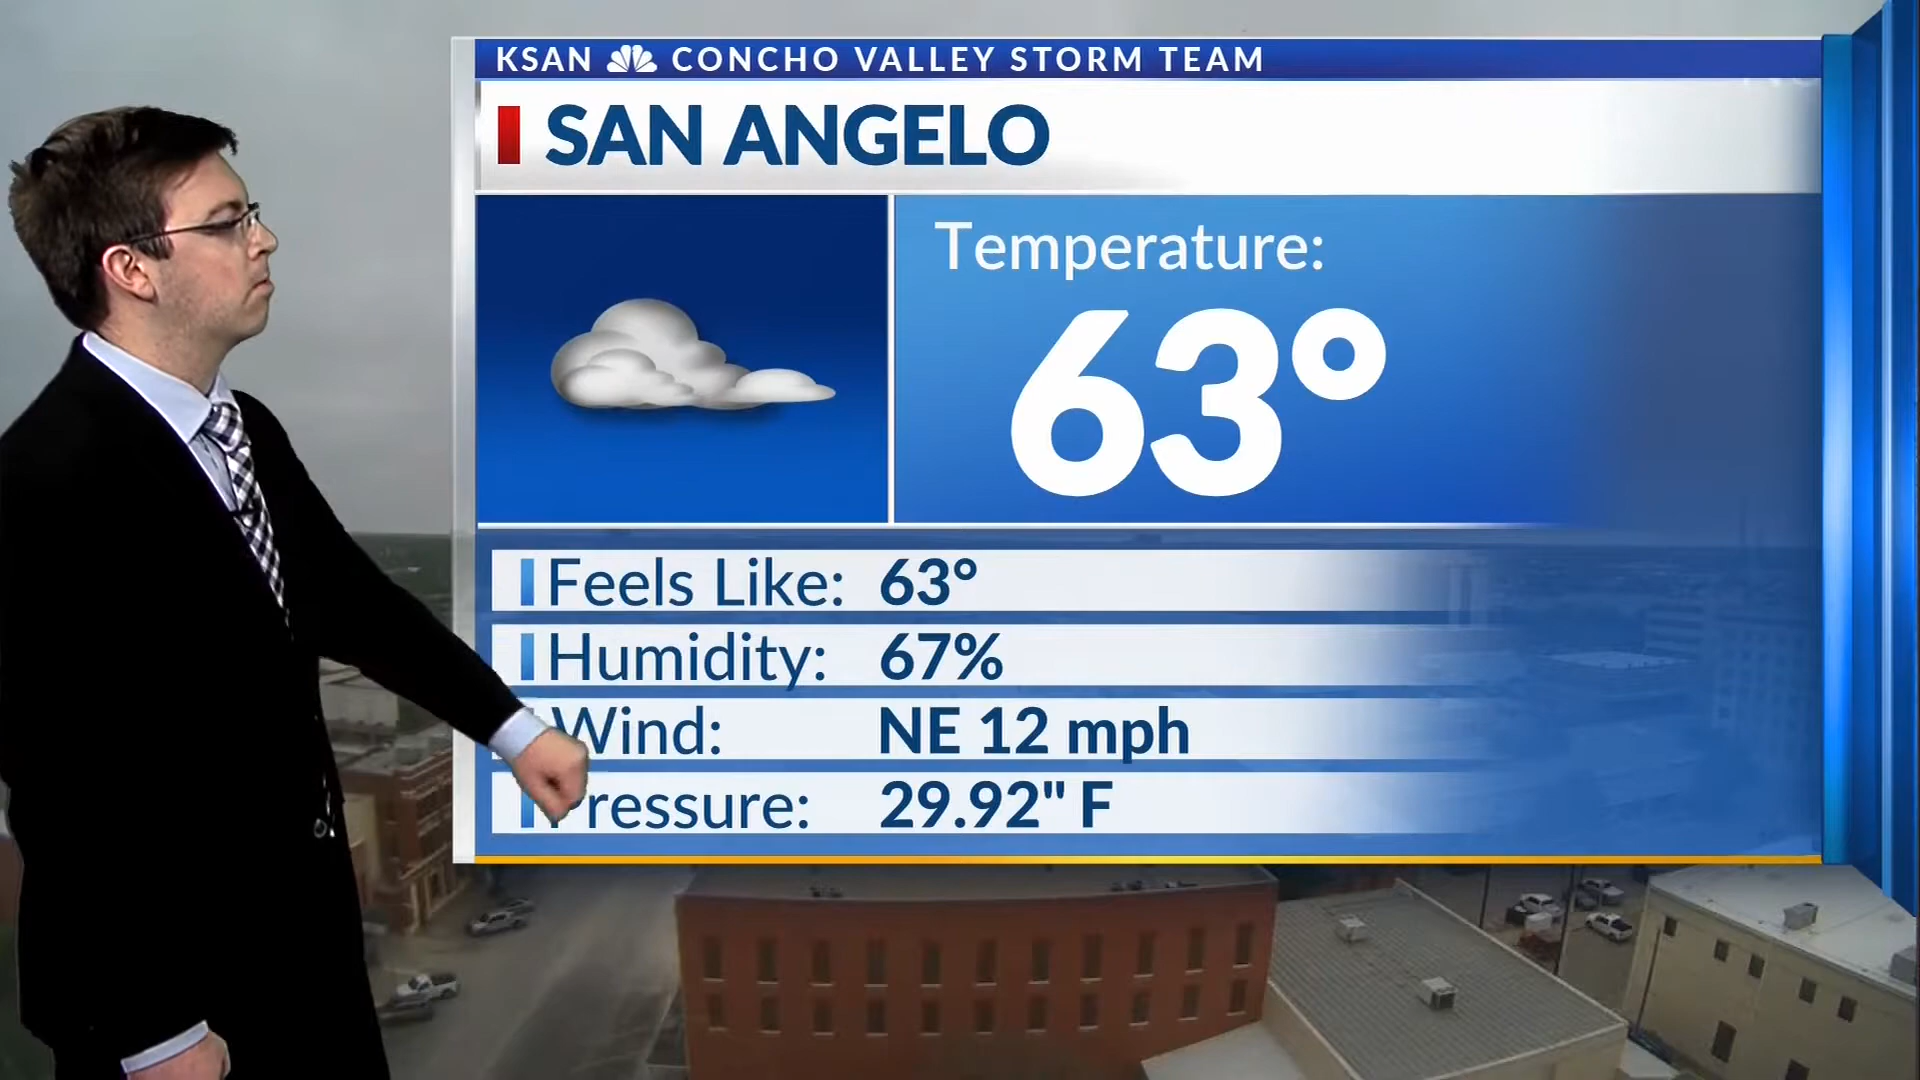 KSAN CONCHO VALLEY STORM TEAM
SAN ANGELO
Temperature:
63°
Feels Like: 63°
Humidity: 67%
Wind: NE 12 mph
Pressure: 29.92" F